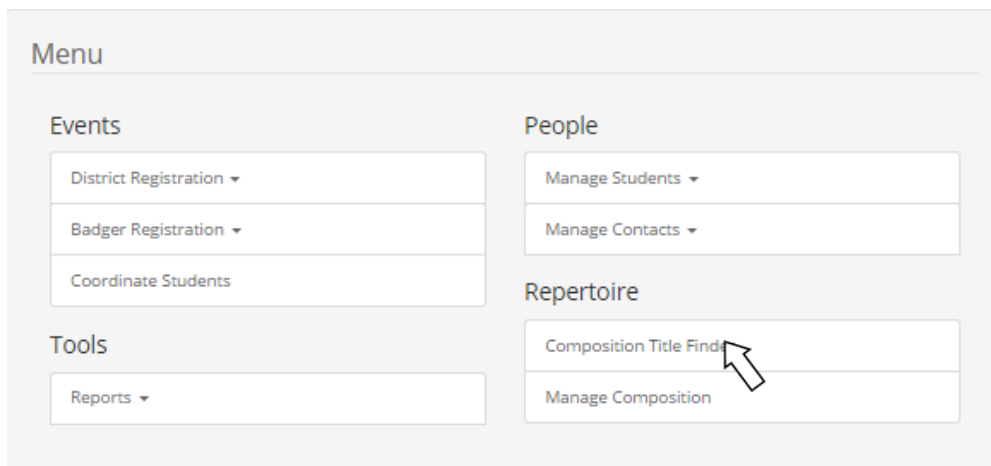 Menu
Events
District Registration
Badger Registration
Coordinate Students
Tools
Reports
People
Manage Students
Manage Contacts
Repertoire
Composition Title Finde
Manage Composition